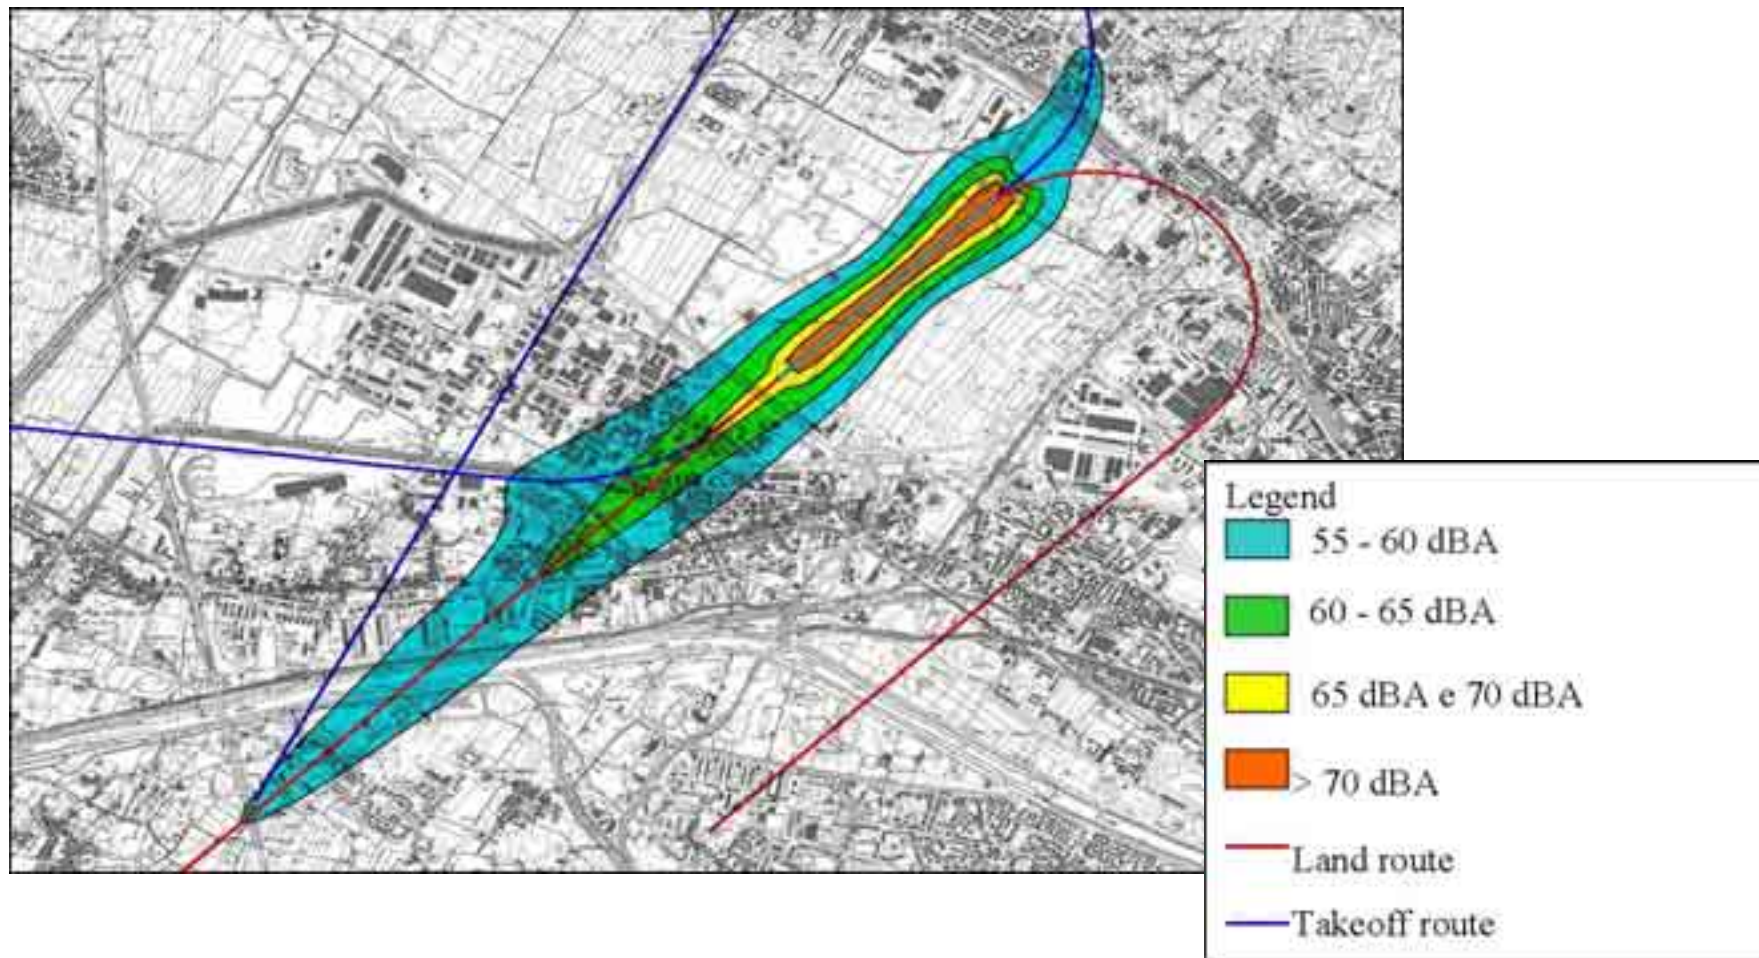 Legend
55 - 60 dBA
60 - 65 dBA
65 dBA e 70 dBA
> 70 dBA
Land route
Takeoff route